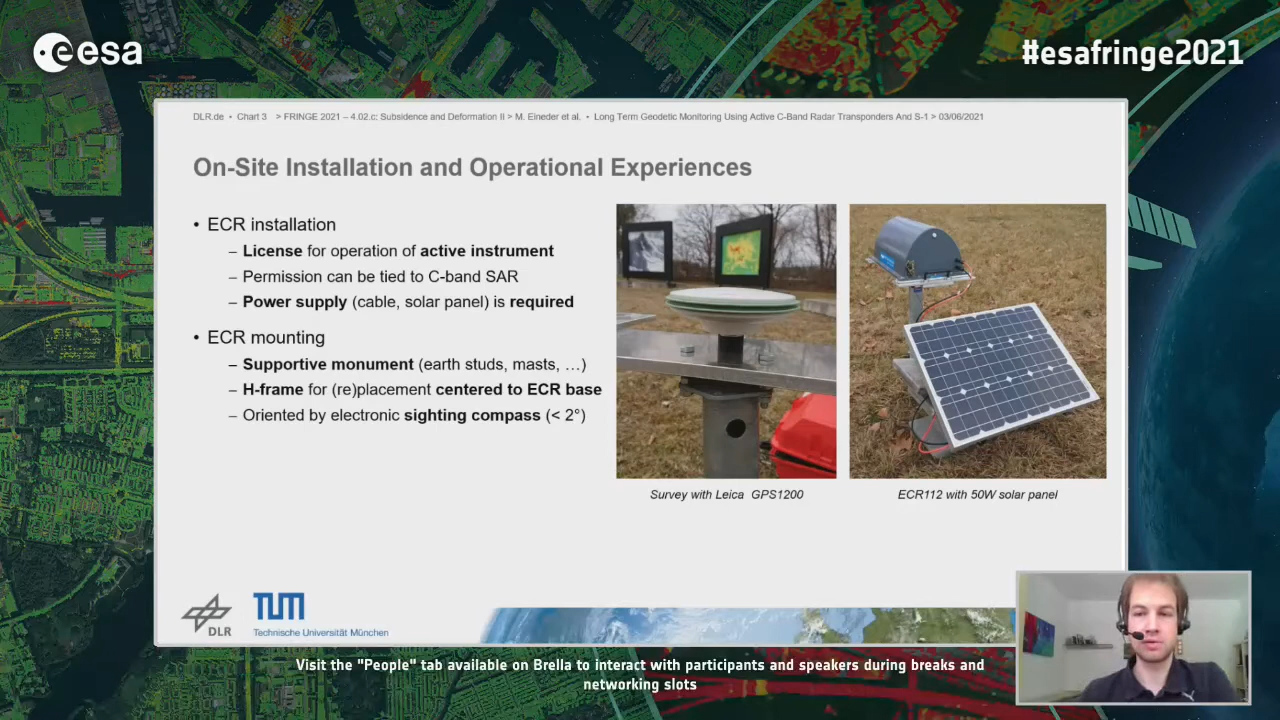 esa
#esafringe2021
DLR.de • Chart 3 > FRINGE 2021 – 4.02.c: Subsidence and Deformation II > M. Eineder et al. • Long Term Geodetic Monitoring Using Active C-Band Radar Transponders And S-1 > 03/06/2021
On-Site Installation and Operational Experiences
• ECR installation
– License for operation of active instrument
– Permission can be tied to C-band SAR
– Power supply (cable, solar panel) is required
• ECR mounting
– Supportive monument (earth studs, masts, …)
– H-frame for (re)placement centered to ECR base
– Oriented by electronic sighting compass (< 2°)
Survey with Leica GPS1200
ECR112 with 50W solar panel
DLR
TUM
Technische Universität München
Visit the "People" tab available on Brella to interact with participants and speakers during breaks and
networking slots